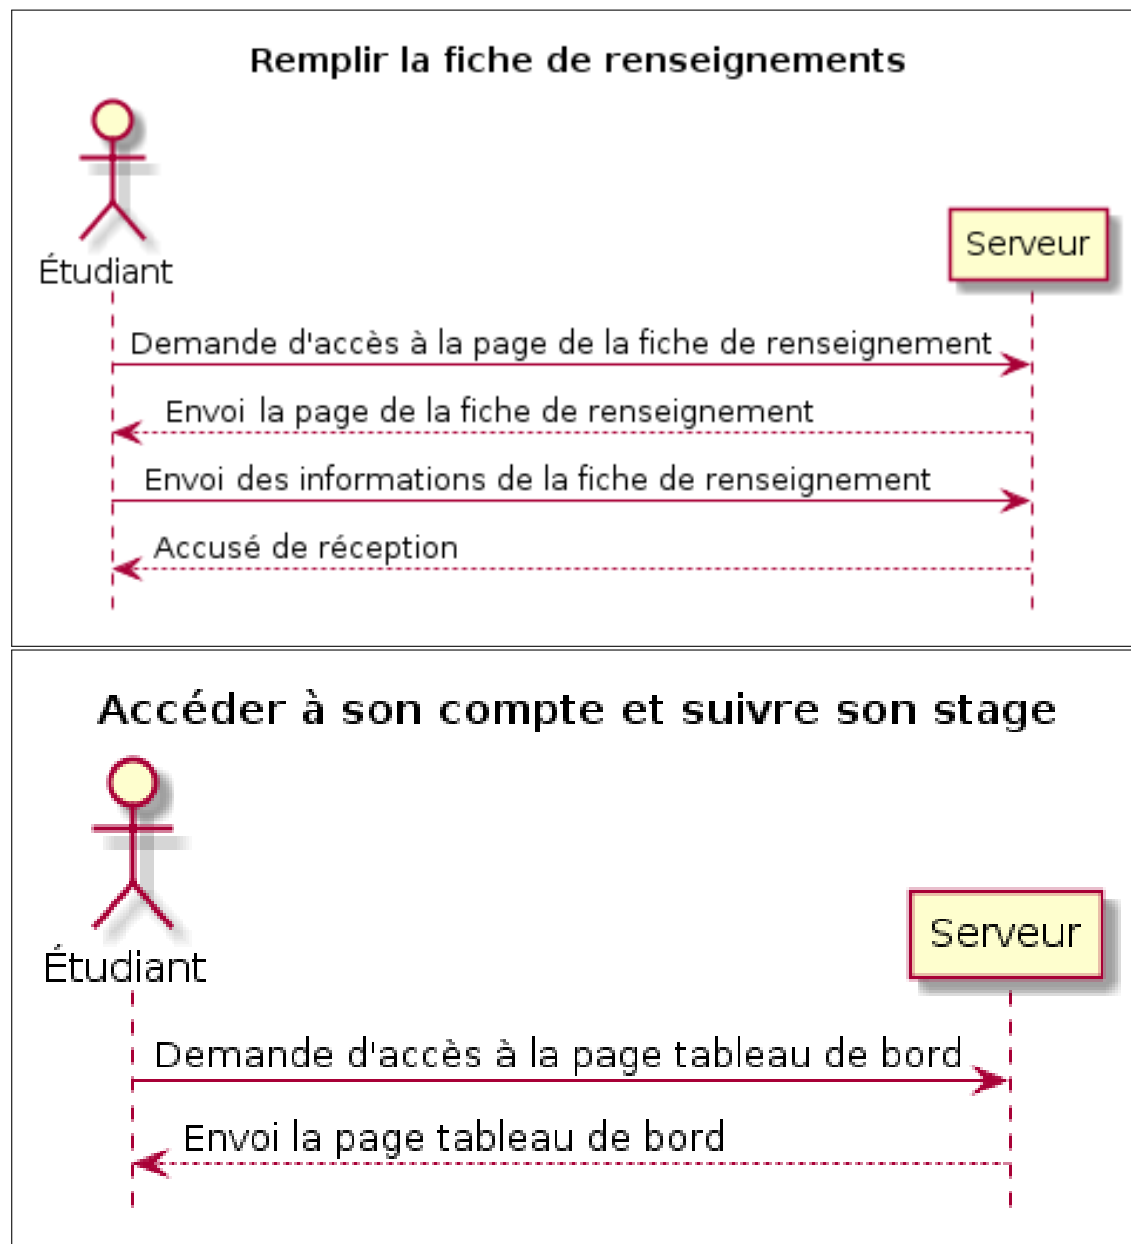 Remplir la fiche de renseignements
Étudiant
Serveur
Demande d'accès à la page de la fiche de renseignement
Envoi la page de la fiche de renseignement
Envoi des informations de la fiche de renseignement
Accusé de réception
Accéder à son compte et suivre son stage
Étudiant
Serveur
Demande d'accès à la page tableau de bord
Envoi la page tableau de bord